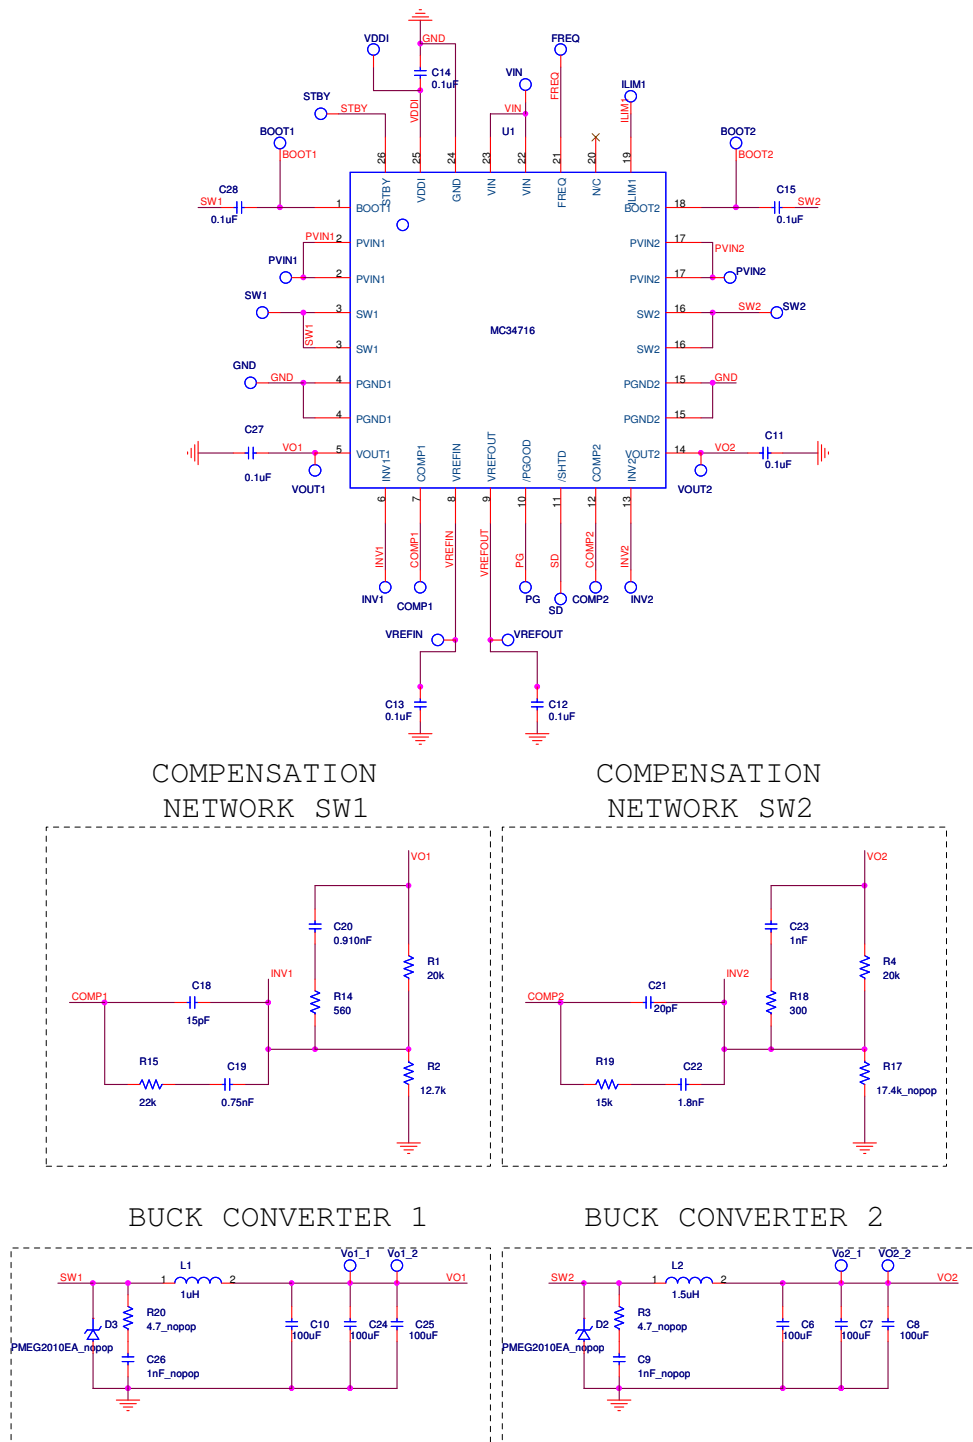 VDDI
GND
FREQ
C14
0.1uF
VIN
ILIM1
STBY
STBY
VDDI
VIN
FREQ
ILIM1
BOOT1
BOOT1
U1
BOOT2
BOOT2
26
25
24
23
22
21
20
19
STBY
VDDI
GND
VIN
VIN
FREQ
N/C
ILIM1
SW1
C28
0.1uF
1
BOOT1
BOOT2
18
C15
0.1uF
SW2
PVIN1
2
PVIN1
PVIN2
17
PVIN2
PVIN1
2
PVIN1
PVIN2
17
PVIN2
SW1
3
SW1
SW2
16
SW2
SW2
SW1
3
SW1
SW2
16
MC34716
GND
GND
4
PGND1
PGND2
15
GND
4
PGND1
PGND2
15
C27
0.1uF
VO1
5
VOUT1
VOUT2
14
VO2
C11
0.1uF
VOUT1
VOUT2
INV1
COMP1
VREFIN
VREFOUT
/PGOOD
/SHTD
COMP2
INV2
6
7
8
9
10
11
12
13
INV1
COMP1
VREFIN
VREFOUT
PG
SD
COMP2
INV2
INV1
COMP1
PG
SD
COMP2
INV2
VREFIN
VREFOUT
C13
0.1uF
C12
0.1uF
COMPENSATION
NETWORK SW1
VO1
C20
0.910nF
R1
20k
INV1
COMP1
C18
15pF
R14
560
R15
22k
C19
0.75nF
R2
12.7k
COMPENSATION
NETWORK SW2
VO2
C23
1nF
R4
20k
INV2
COMP2
C21
20pF
R18
300
R19
15k
C22
1.8nF
R17
17.4k_nopop
BUCK CONVERTER 1
Vo1_1
Vo1_2
SW1
1
L1
2
1uH
VO1
D3
PMEG2010EA_nopop
R20
4.7_nopop
C26
1nF_nopop
C10
100uF
C24
100uF
C25
100uF
BUCK CONVERTER 2
Vo2_1
VO2_2
SW2
1
L2
2
1.5uH
VO2
D2
PMEG2010EA_nopop
R3
4.7_nopop
C9
1nF_nopop
C6
100uF
C7
100uF
C8
100uF